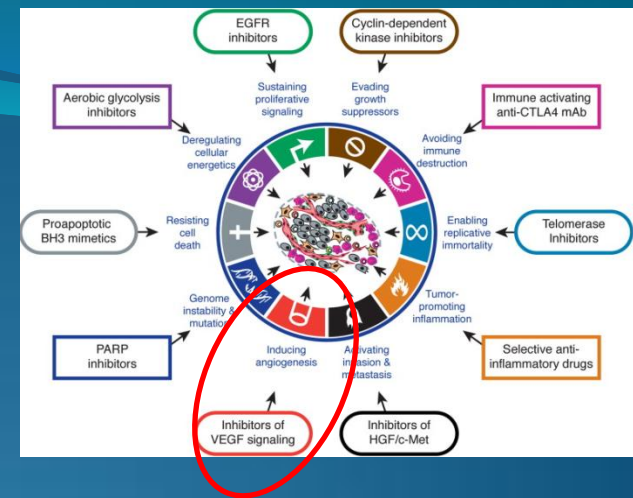 EGFR
inhibitors
Cyclin-dependent
kinase inhibitors
Sustaining
proliferative
signaling
Evading
growth
suppressors
Aerobic glycolysis
inhibitors
Immune activating
anti-CTLA4 mAb
Deregulating
cellular
energetics
Avoiding
immune
destruction
Proapoptotic
BH3 mimetics
Resisting
cell
death
Enabling
replicative
immortality
Telomerase
Inhibitors
Genome
instability &
mutation
Tumor-
promoting
inflammation
PARP
inhibitors
Inducing
angiogenesis
Activating
invasion &
metastasis
Selective anti-
inflammatory drugs
Inhibitors of
VEGF signaling
Inhibitors of
HGF/c-Met